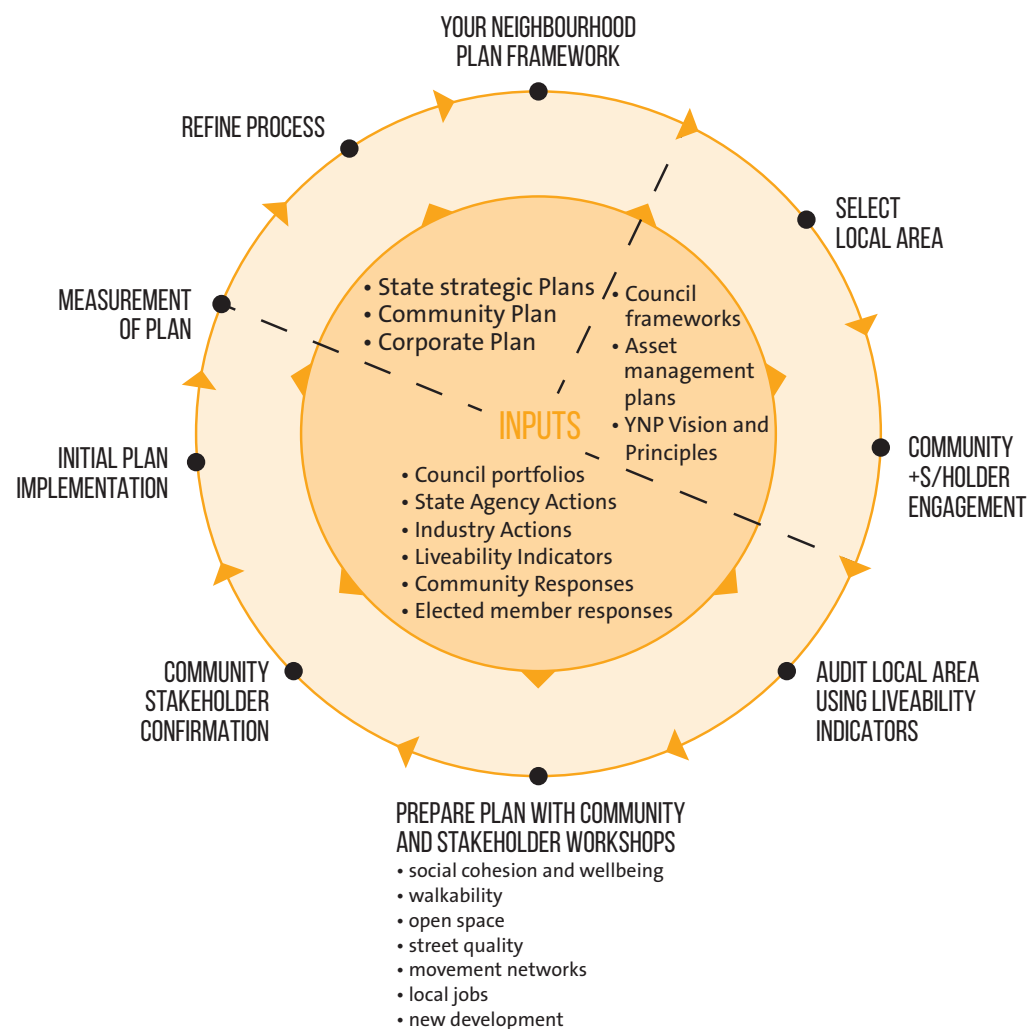 YOUR NEIGHBOURHOOD
PLAN FRAMEWORK
REFINE PROCESS
SELECT
LOCAL AREA
MEASUREMENT
OF PLAN
• State strategic Plans
• Community Plan
• Corporate Plan
• Council
frameworks
• Asset
management
plans
• YNP Vision and
Principles
INPUTS
INITIAL PLAN
IMPLEMENTATION
COMMUNITY
+S/HOLDER
ENGAGEMENT
• Council portfolios
• State Agency Actions
• Industry Actions
• Liveability Indicators
• Community Responses
• Elected member responses
COMMUNITY
STAKEHOLDER
CONFIRMATION
AUDIT LOCAL AREA
USING LIVEABILITY
INDICATORS
PREPARE PLAN WITH COMMUNITY
AND STAKEHOLDER WORKSHOPS
• social cohesion and wellbeing
• walkability
• open space
• street quality
• movement networks
• local jobs
• new development